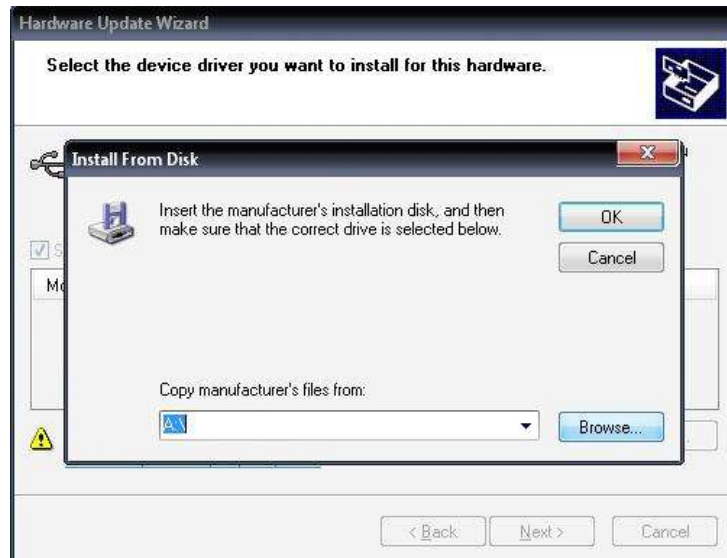 Hardware Update Wizard
Select the device driver you want to install for this hardware.
Install From Disk
Insert the manufacturer's installation disk, and then
make sure that the correct drive is selected below.
OK
Cancel
Copy manufacturer's files from:
A:\
Browse...
< Back
Next >
Cancel